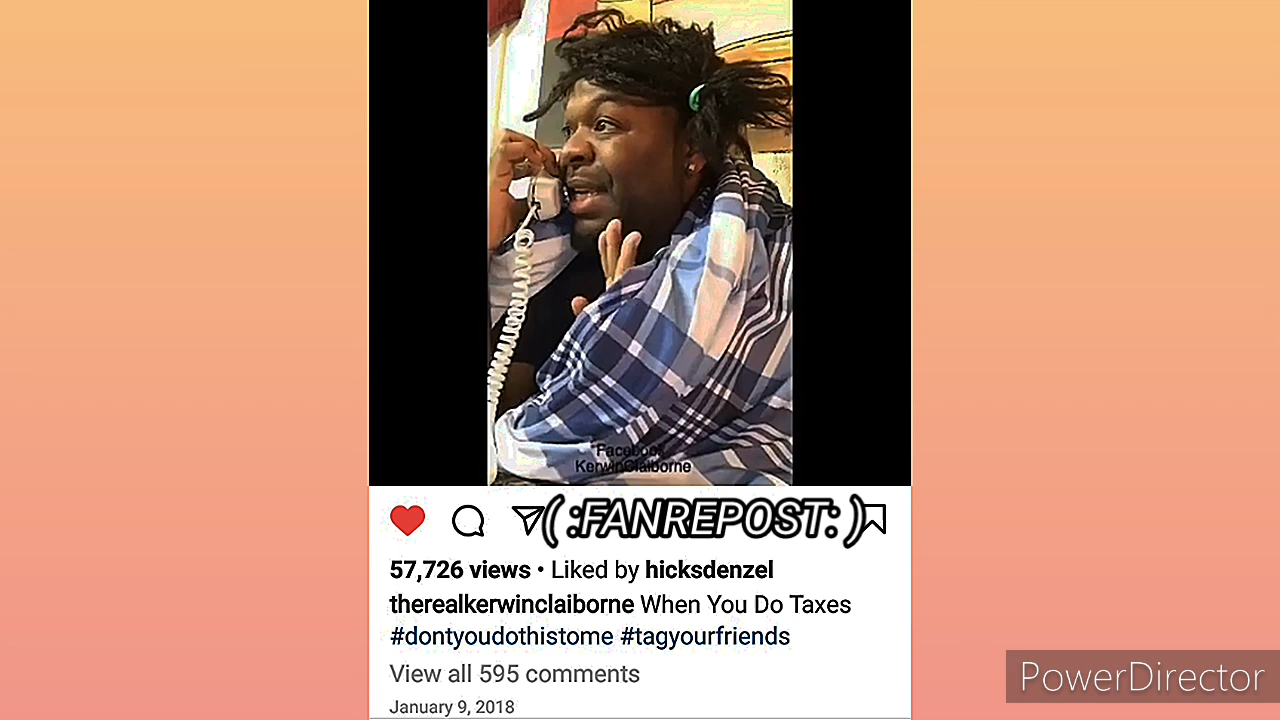 Facebook
KerwinClaiborne
( :FANREPOST: )
57,726 views • Liked by hicksdenzel
therealkerwinclaiborne When You Do Taxes
#dontyoudothistome #tagyourfriends
View all 595 comments
January 9, 2018
PowerDirector